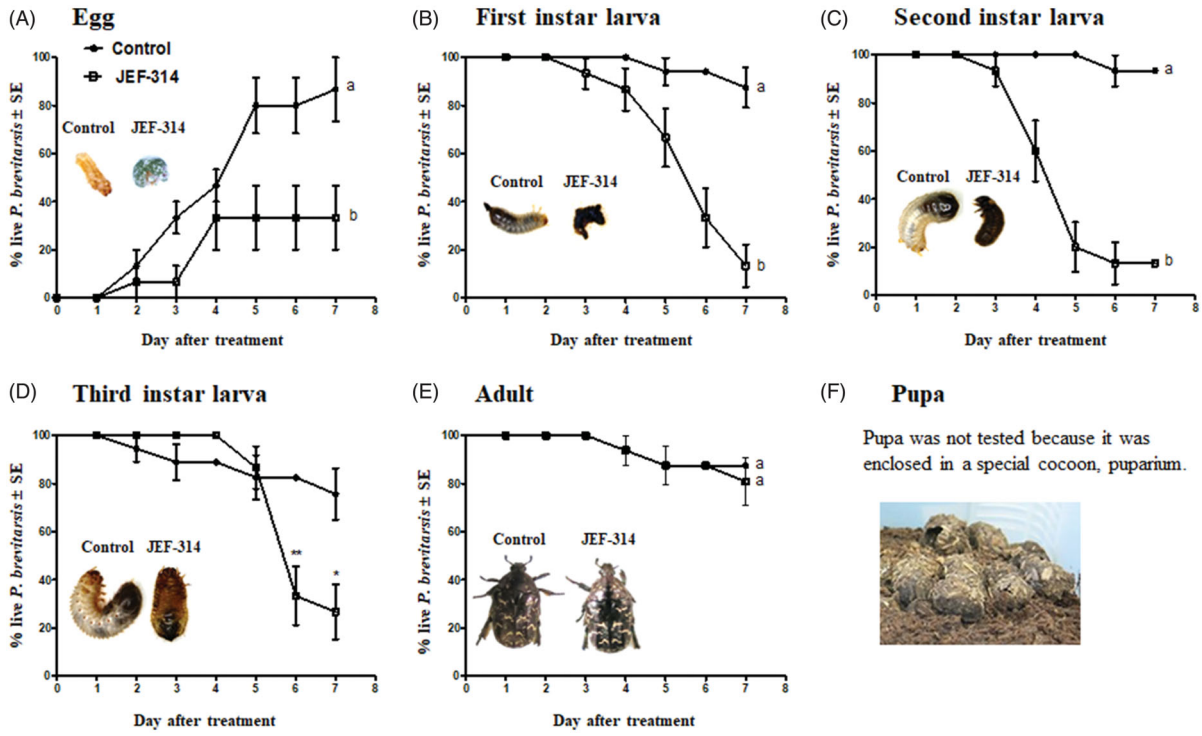 (A) Egg
Control
JEF-314
% live P. brevitarsis ± SE
100
80
60
40
20
0
Control JEF-314
a
b
0 1 2 3 4 5 6 7 8
Day after treatment
(B) First instar larva
% live P. brevitarsis ± SE
100
80
60
40
20
0
Control JEF-314
a
b
1 2 3 4 5 6 7 8
Day after treatment
(C) Second instar larva
% live P. brevitarsis ± SE
100
80
60
40
20
0
Control JEF-314
a
b
1 2 3 4 5 6 7 8
Day after treatment
(D) Third instar larva
% live P. brevitarsis ± SE
100
80
60
40
20
0
Control JEF-314
**
*
0 1 2 3 4 5 6 7 8
Day after treatment
(E) Adult
% live P. brevitarsis ± SE
100
80
60
40
20
0
Control JEF-314
a
a
0 1 2 3 4 5 6 7 8
Day after treatment
(F) Pupa
Pupa was not tested because it was
enclosed in a special cocoon, puparium.